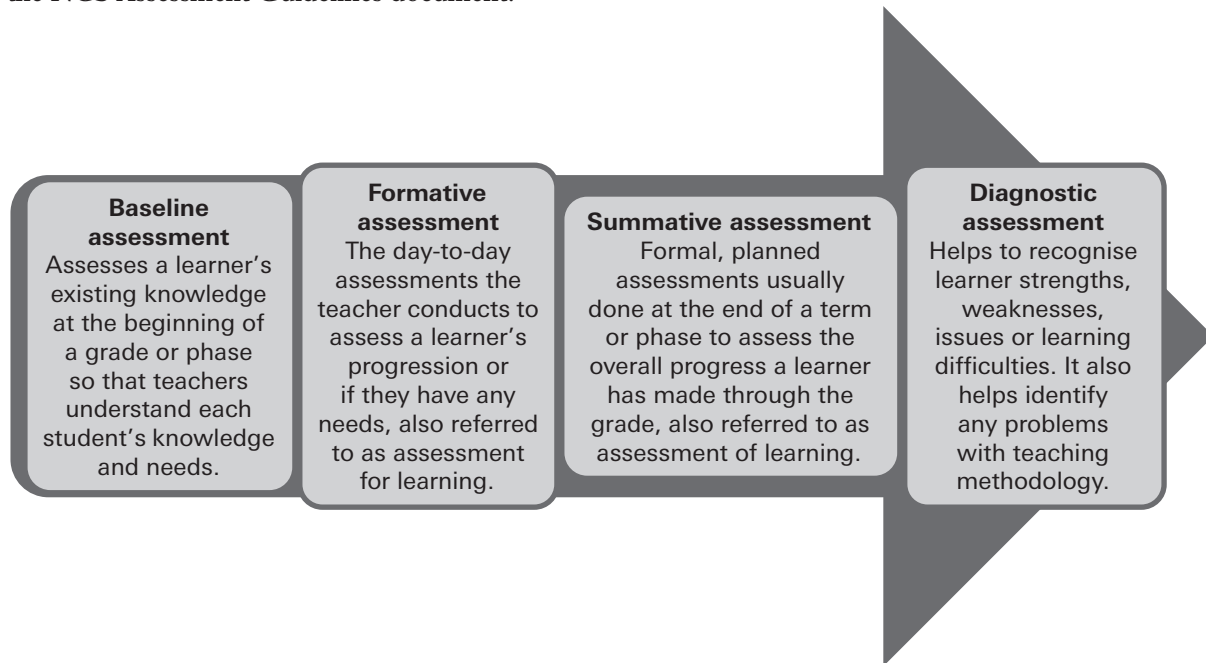 the NCS Assessment Guidelines document.
Baseline
assessment
Assesses a learner's
existing knowledge
at the beginning of
a grade or phase
so that teachers
understand each
student's knowledge
and needs.
Formative
assessment
The day-to-day
assessments the
teacher conducts to
assess a learner's
progression or
if they have any
needs, also referred
to as assessment
for learning.
Summative assessment
Formal, planned
assessments usually
done at the end of a term
or phase to assess the
overall progress a learner
has made through the
grade, also referred to as
assessment of learning.
Diagnostic
assessment
Helps to recognise
learner strengths,
weaknesses,
issues or learning
difficulties. It also
helps identify
any problems
with teaching
methodology.